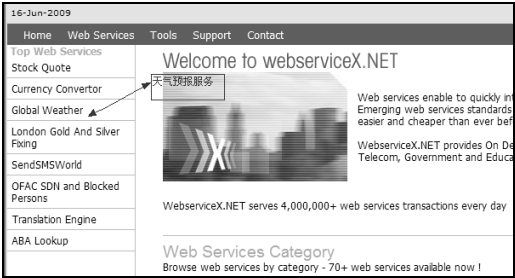 16-Jun-2009
Home Web Services Tools Support Contact
Top Web Services
Stock Quote
Currency Convertor
Global Weather
London Gold And Silver
Fixing
SendSMSWorld
OFAC SDN and Blocked
Persons
Translation Engine
ABA Lookup
Welcome to webserviceX.NET
天气预报服务
Web services enable to quickly int
Emerging web services standards
easier and cheaper than ever bef
WebserviceX.NET provides On De
Telecom, Government and Educa
WebserviceX.NET serves 4,000,000+ web services transactions every day
Web Services Category
Browse web services by category - 70+ web services available now !